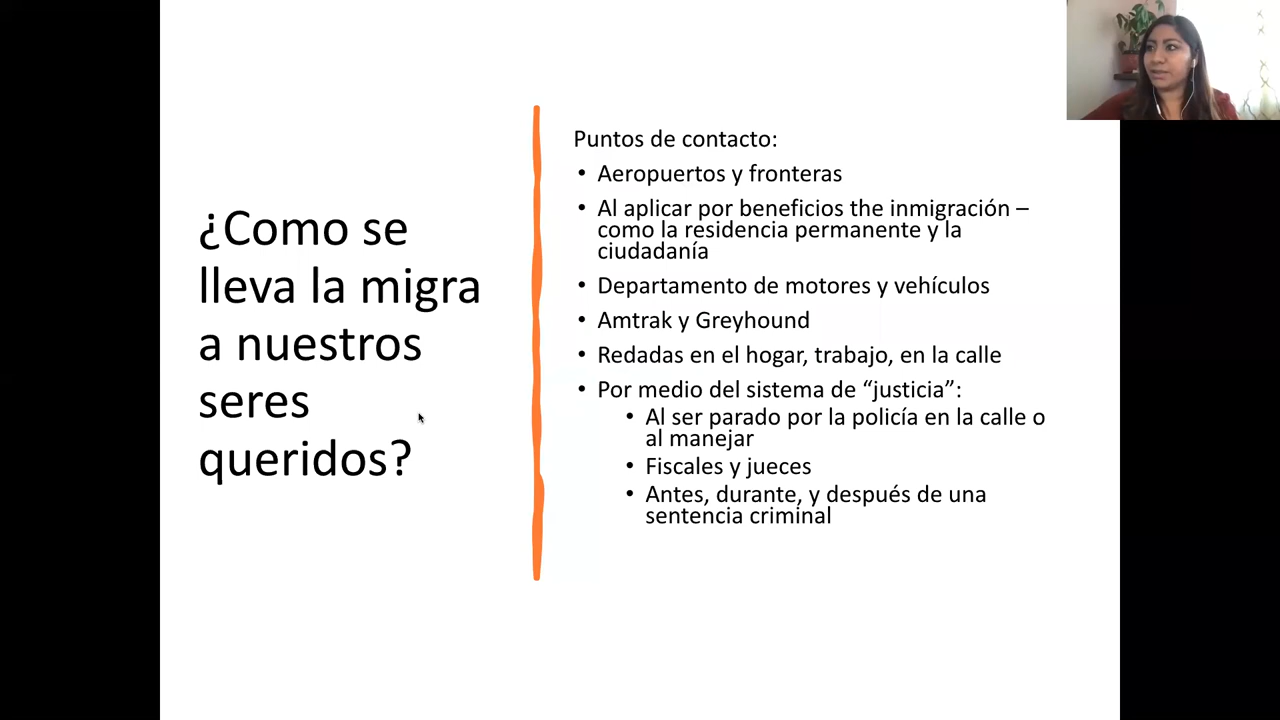 ¿Como se
lleva la migra
a nuestros
seres
queridos?
Puntos de contacto:
• Aeropuertos y fronteras
• Al aplicar por beneficios the inmigración –
como la residencia permanente y la
ciudadanía
• Departamento de motores y vehículos
• Amtrak y Greyhound
• Redadas en el hogar, trabajo, en la calle
• Por medio del sistema de “justicia”:
• Al ser parado por la policía en la calle o
al manejar
• Fiscales y jueces
• Antes, durante, y después de una
sentencia criminal